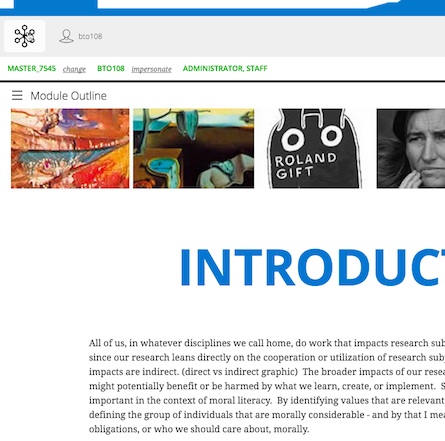 bto108
MASTER_7545 change BTO108 impersonate ADMINISTRATOR, STAFF
Module Outline
ROLAND
GIFT
INTRODUC
All of us, in whatever disciplines we call home, do work that impacts research sub
since our research leans directly on the cooperation or utilization of research sub
impacts are indirect. (direct vs indirect graphic) The broader impacts of our resea
might potentially benefit or be harmed by what we learn, create, or implement. S
important in the context of moral literacy. By identifying values that are relevant
defining the group of individuals that are morally considerable - and by that I mea
obligations, or who we should care about, morally.